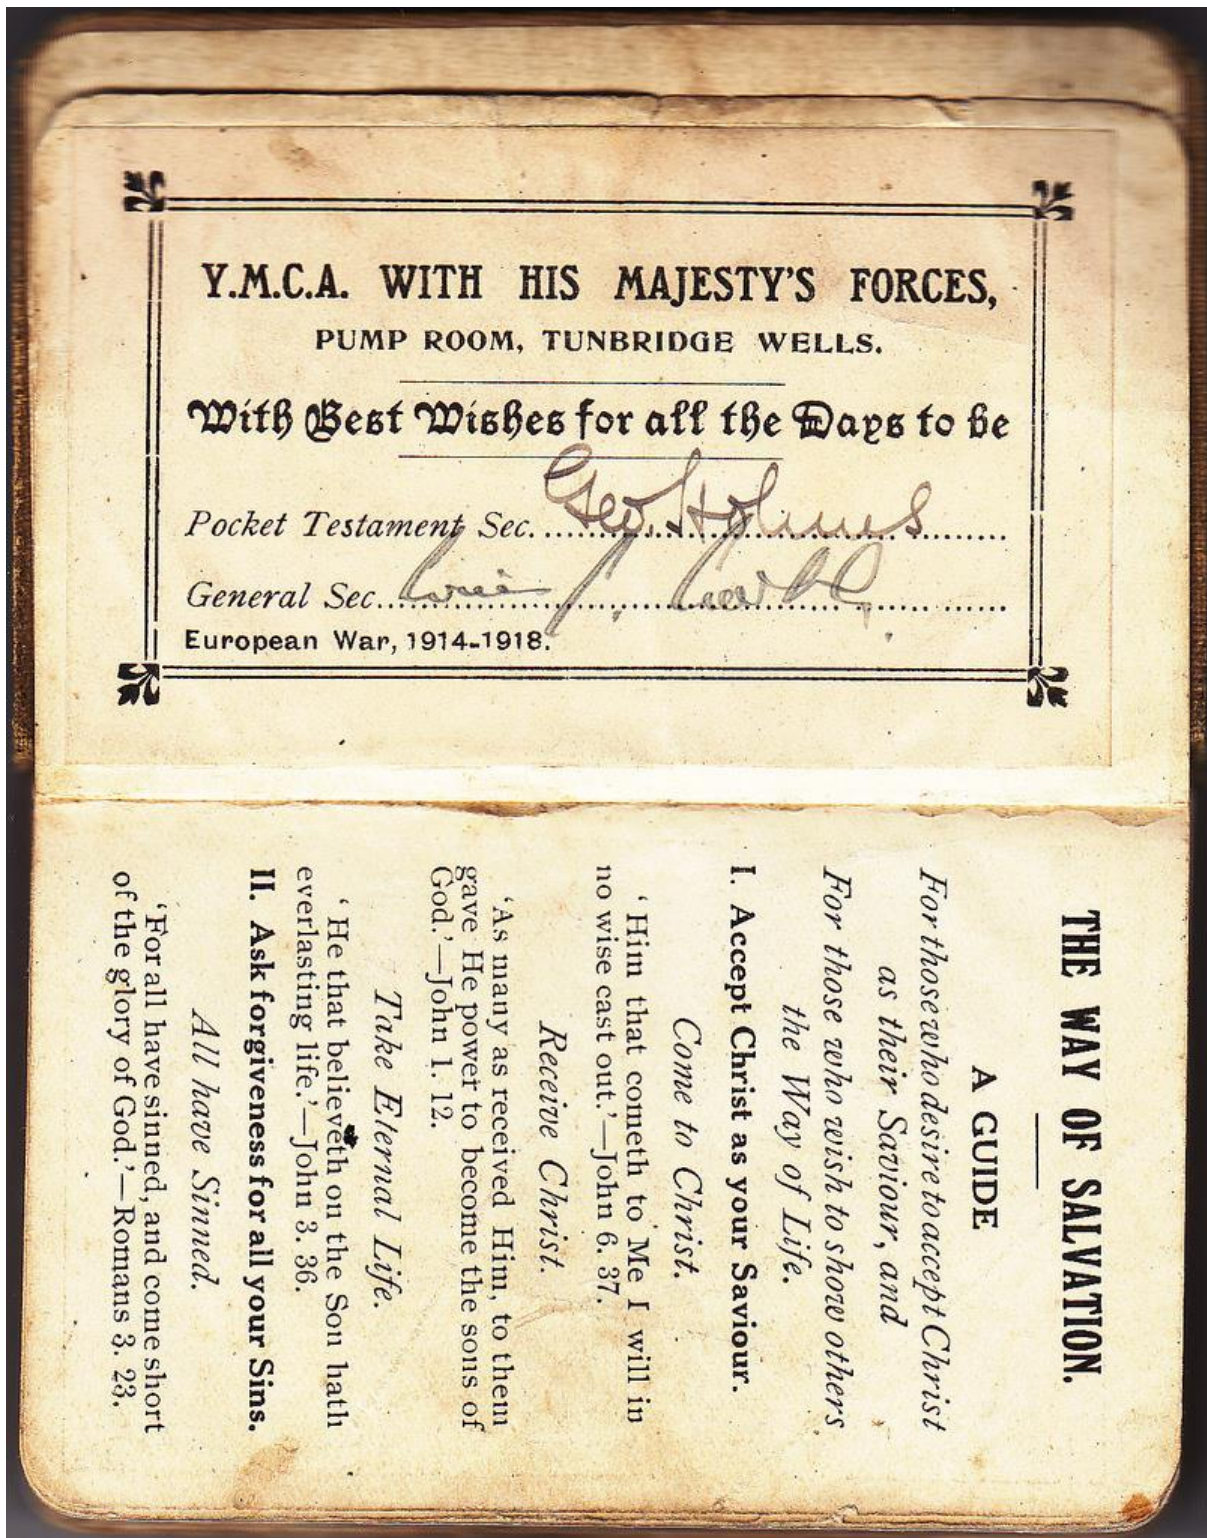 Y.M.C.A. WITH HIS MAJESTY'S FORCES,
PUMP ROOM, TUNBRIDGE WELLS.
With Best Wishes for all the Days to be
Pocket Testament Sec. Geo. Holmes
General Sec.
European War, 1914-1918.
THE WAY OF SALVATION.
A GUIDE
For those who desire to accept Christ
as their Saviour, and
For those who wish to show others
the Way of Life.
I. Accept Christ as your Saviour.
Come to Christ.
'Him that cometh to Me I will in
no wise cast out.'—John 6. 37.
Receive Christ.
'As many as received Him, to them
gave He power to become the sons of
God.'—John 1. 12.
Take Eternal Life.
'He that believeth on the Son hath
everlasting life.'—John 3. 36.
II. Ask forgiveness for all your Sins.
All have Sinned.
'For all have sinned, and come short
of the glory of God.'—Romans 3. 23.